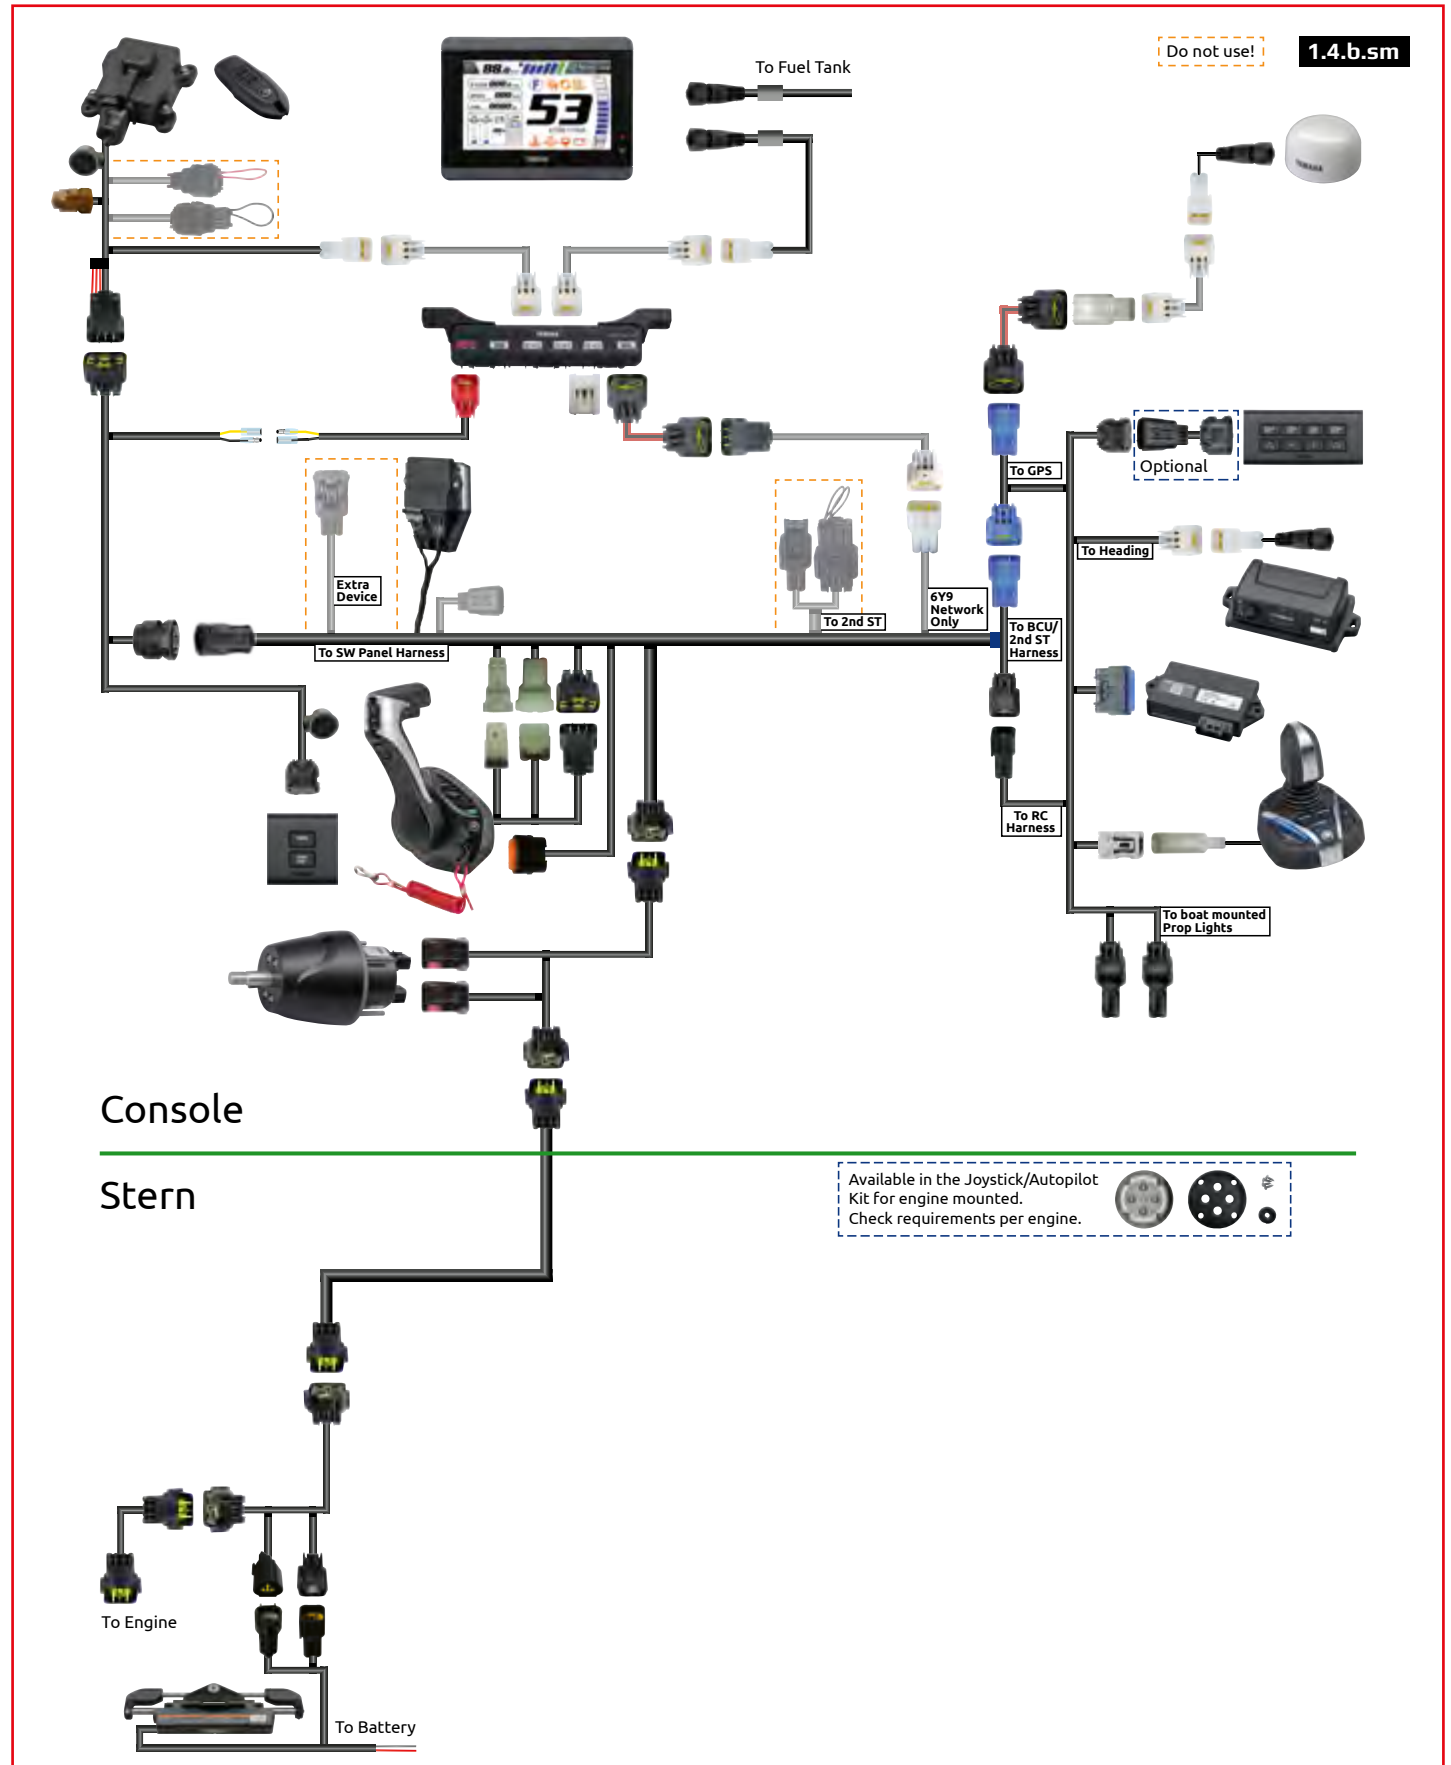 Do not use!
1.4.b.sm
To Fuel Tank
YAMAHA
53
To GPS
Optional
To Heading
Extra
Device
6Y9
Network
Only
To 2nd ST
To BCU/
2nd ST
Harness
To SW Panel Harness
To RC
Harness
To boat mounted
Prop Lights
Console
Stern
Available in the Joystick/Autopilot
Kit for engine mounted.
Check requirements per engine.
To Engine
To Battery